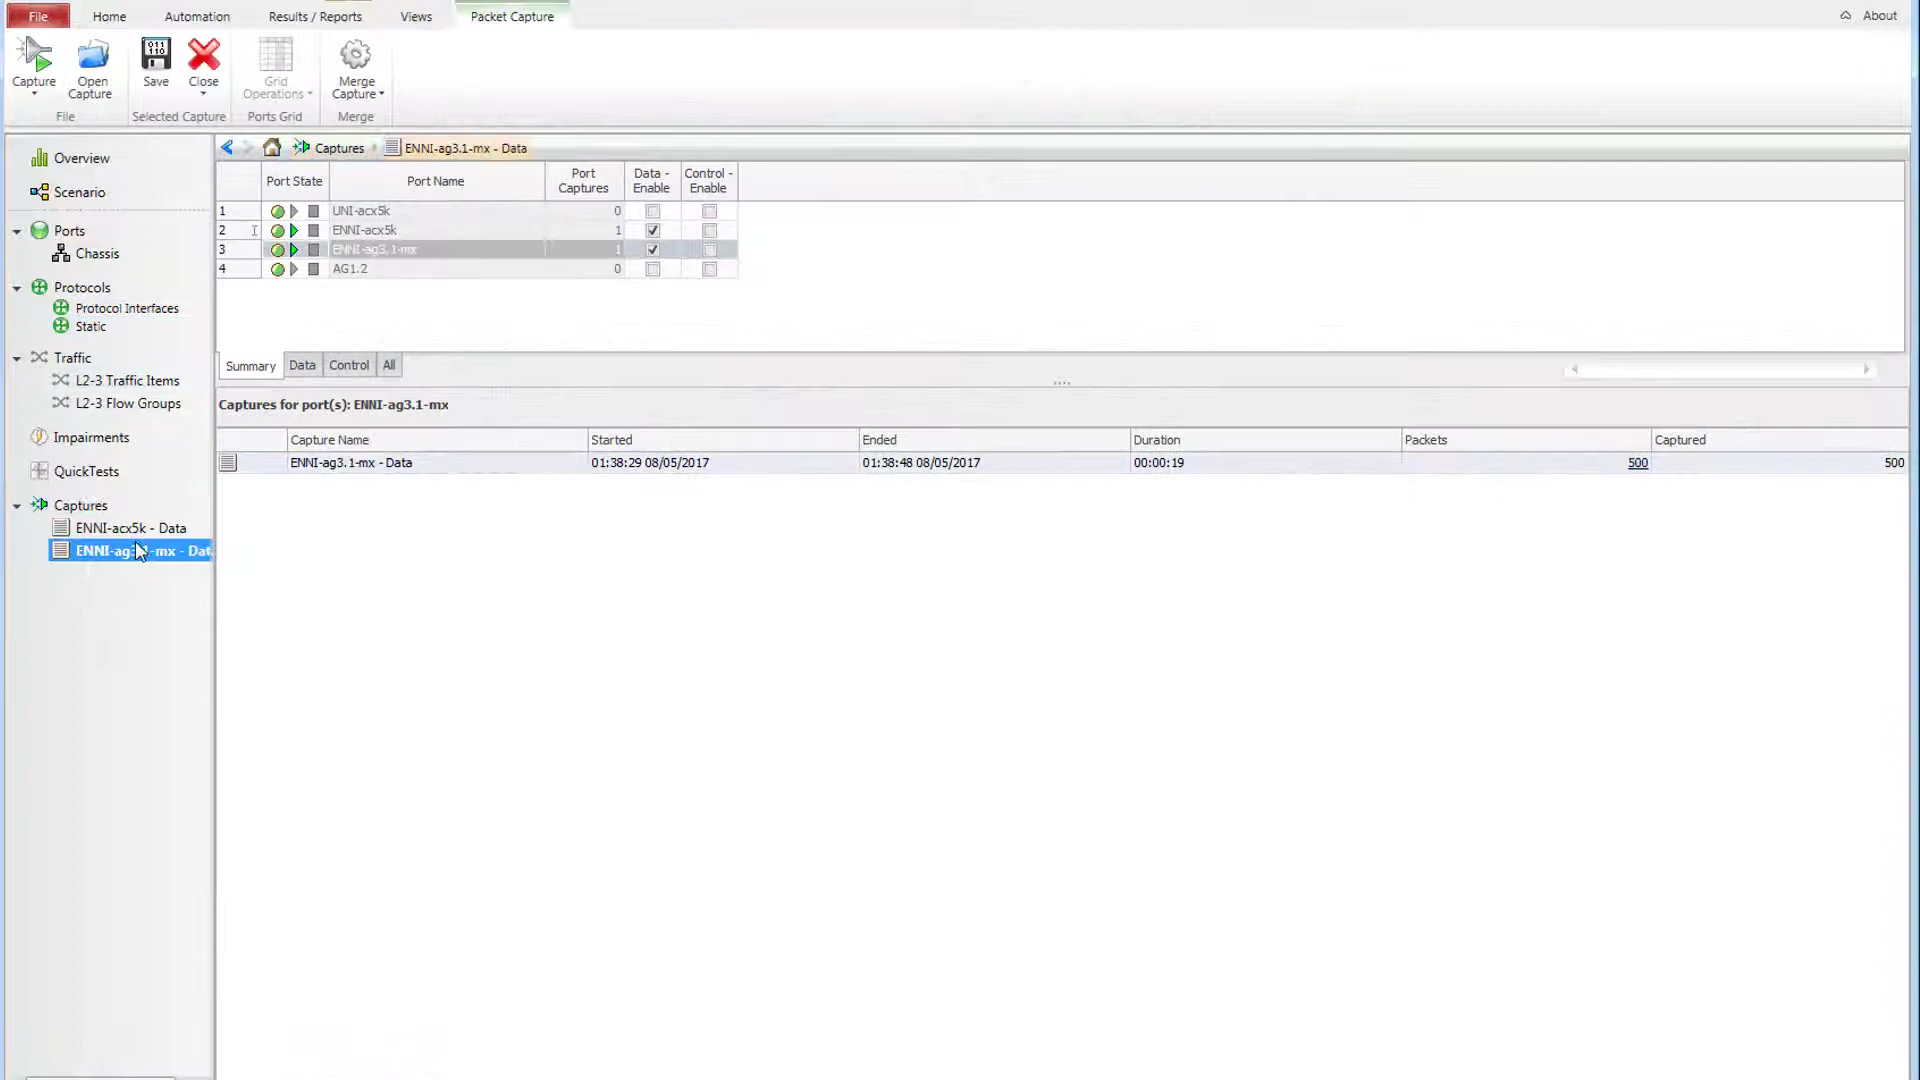 File Home Automation Results / Reports Views Packet Capture About
Capture Open Capture Save Close Grid Operations Merge Capture
File Selected Capture Ports Grid Merge
Overview
Scenario
Ports
Chassis
Protocols
Protocol Interfaces
Static
Traffic
L2-3 Traffic Items
L2-3 Flow Groups
Impairments
QuickTests
Captures
ENNI-acx5k - Data
ENNI-ag -mx - Dat
Captures ENNI-ag3.1-mx - Data
Port State Port Name Port Captures Data - Enable Control - Enable
1 UNI-acx5k 0
2 ENNI-acx5k 1
3 ENNI-ag3.1-mx 1
4 AG1.2 0
Summary Data Control All
Captures for port(s): ENNI-ag3.1-mx
Capture Name Started Ended Duration Packets Captured
ENNI-ag3.1-mx - Data 01:38:29 08/05/2017 01:38:48 08/05/2017 00:00:19 500 500